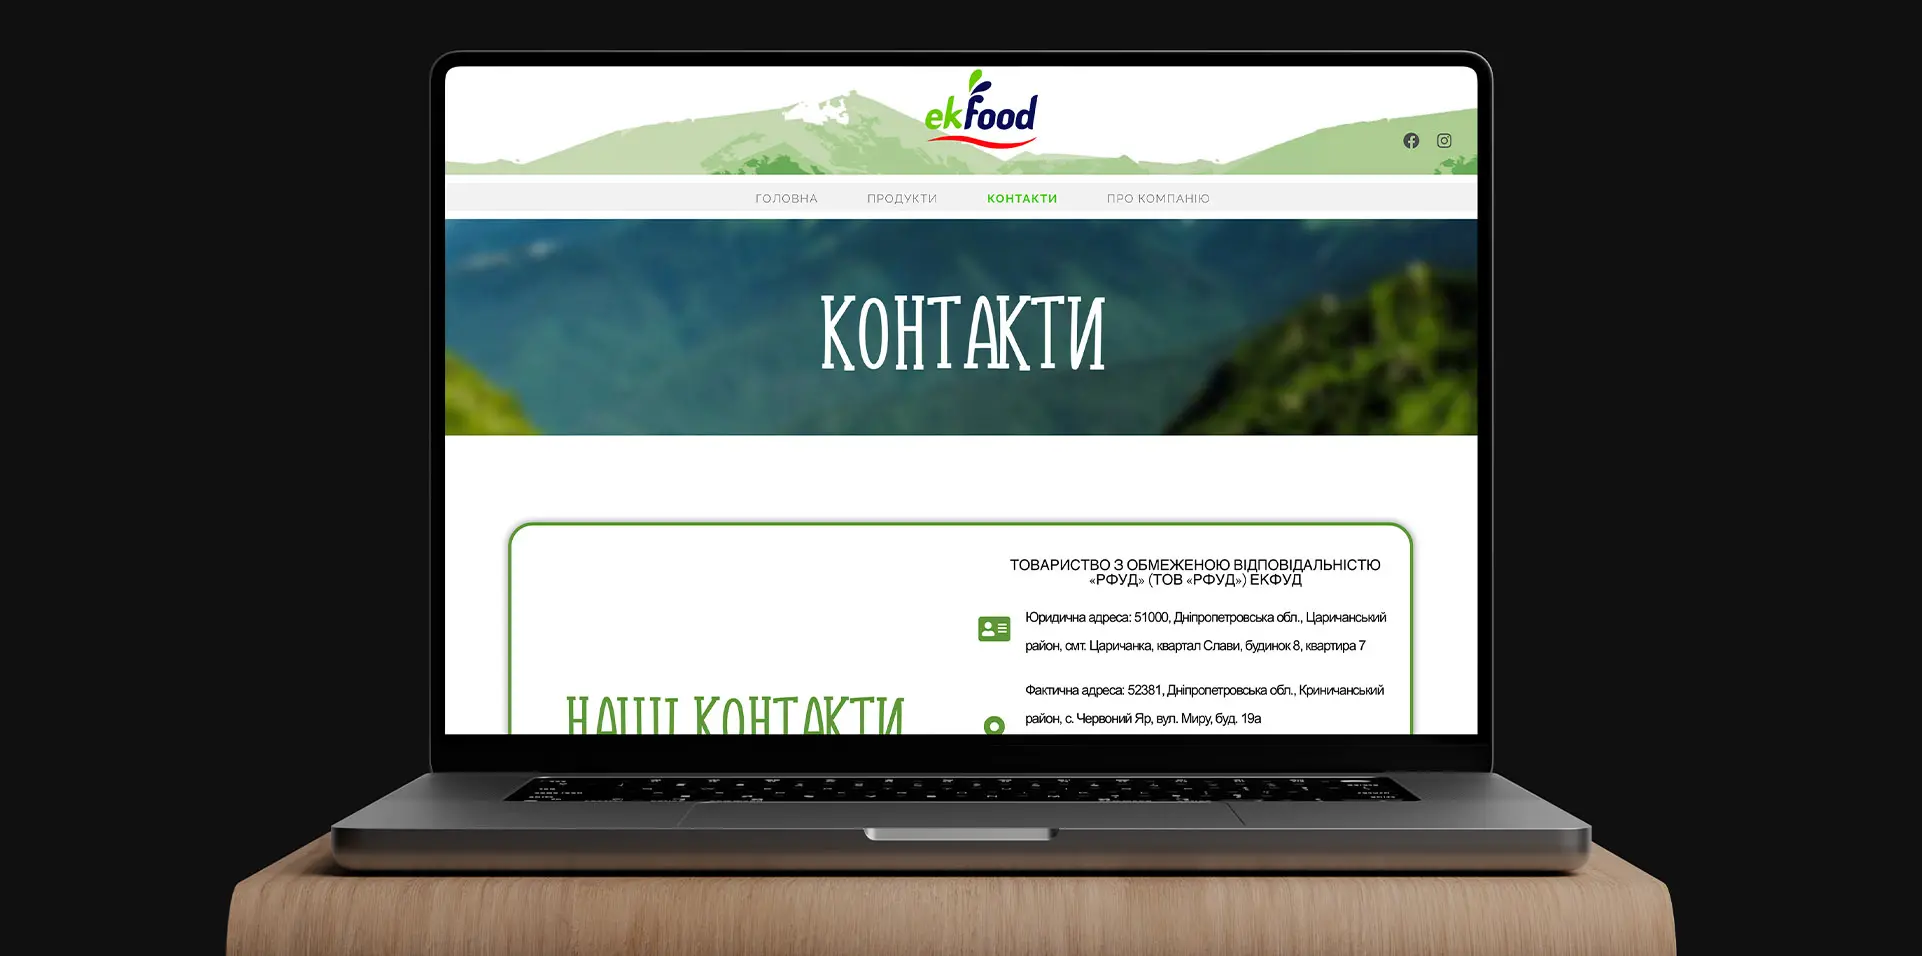 ekfood
ГОЛОВНА ПРОДУКТИ КОНТАКТИ ПРО КОМПАНІЮ
КОНТАКТИ
ТОВАРИСТВО З ОБМЕЖЕНОЮ ВІДПОВІДАЛЬНІСТЮ
«РФУД» (ТОВ «РФУД») ЕКФУД
Юридична адреса: 51000, Дніпропетровська обл., Царичанський
район, смт. Царичанка, квартал Слави, будинок 8, квартира 7
Фактична адреса: 52381, Дніпропетровська обл., Криничанський
район, с. Червоний Яр, вул. Миру, буд. 19а
НАШІ КОНТАКТИ